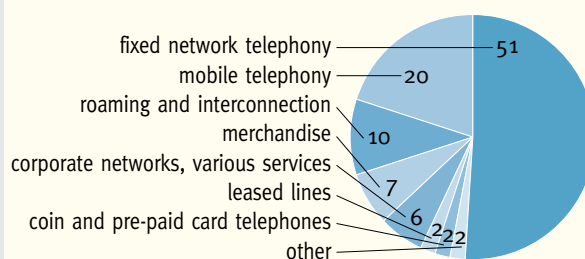 fixed network telephony 51
mobile telephony 20
roaming and interconnection 10
merchandise 7
corporate networks, various services 6
leased lines 2
coin and pre-paid card telephones 2
other 2